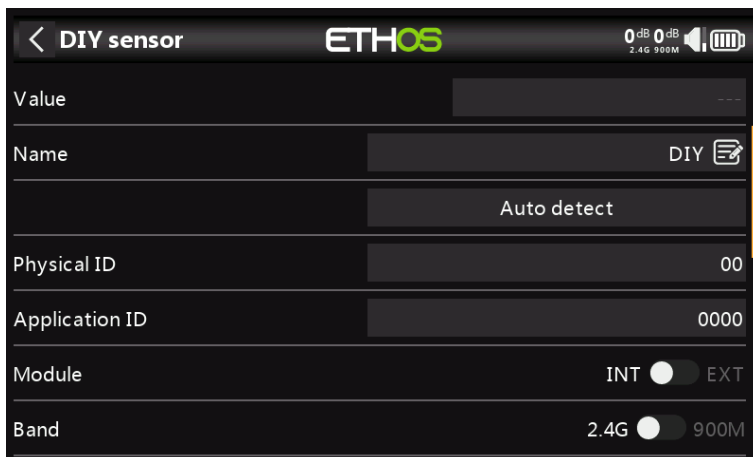 DIY sensor ETHOS 0dB 0dB
2.4G 900M
Value ---
Name DIY
Auto detect
Physical ID 00
Application ID 0000
Module INT EXT
Band 2.4G 900M